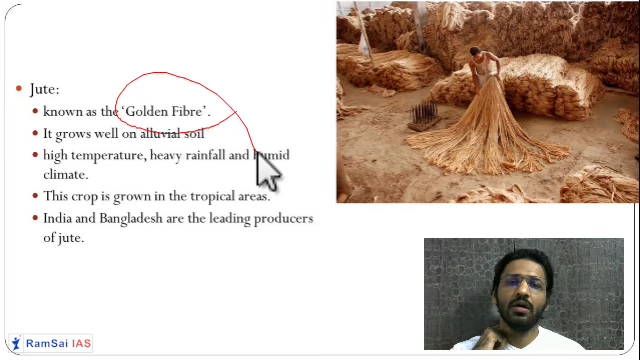 Jute:
known as the 'Golden Fibre'.
It grows well on alluvial soil
high temperature, heavy rainfall and humid
climate.
This crop is grown in the tropical areas.
India and Bangladesh are the leading producers
of jute.
RamSai IAS